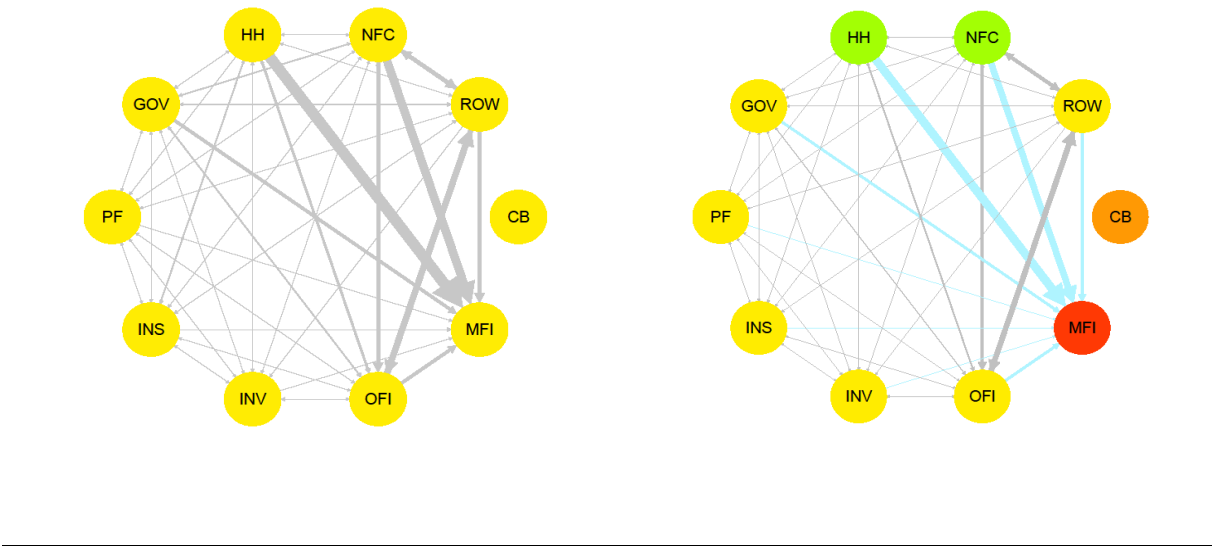 HH NFC
GOV ROW
PF CB
INS MFI
INV OFI
HH NFC
GOV ROW
PF CB
INS MFI
INV OFI